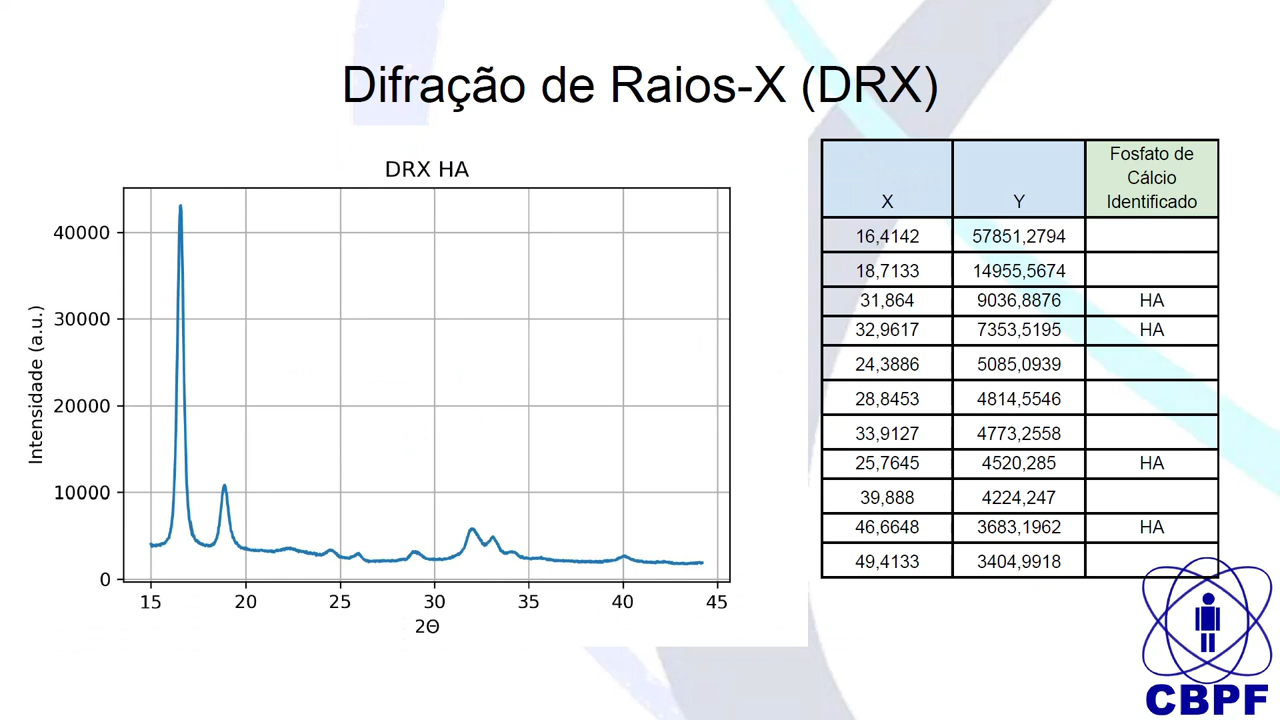 Difração de Raios-X (DRX)
DRX HA
Intensidade (a.u.)
40000
30000
20000
10000
0
15 20 25 30 35 40 45
2Θ
X Y Fosfato de Cálcio Identificado
16,4142 57851,2794
18,7133 14955,5674
31,864 9036,8876 HA
32,9617 7353,5195 HA
24,3886 5085,0939
28,8453 4814,5546
33,9127 4773,2558
25,7645 4520,285 HA
39,888 4224,247
46,6648 3683,1962 HA
49,4133 3404,9918
CBPF